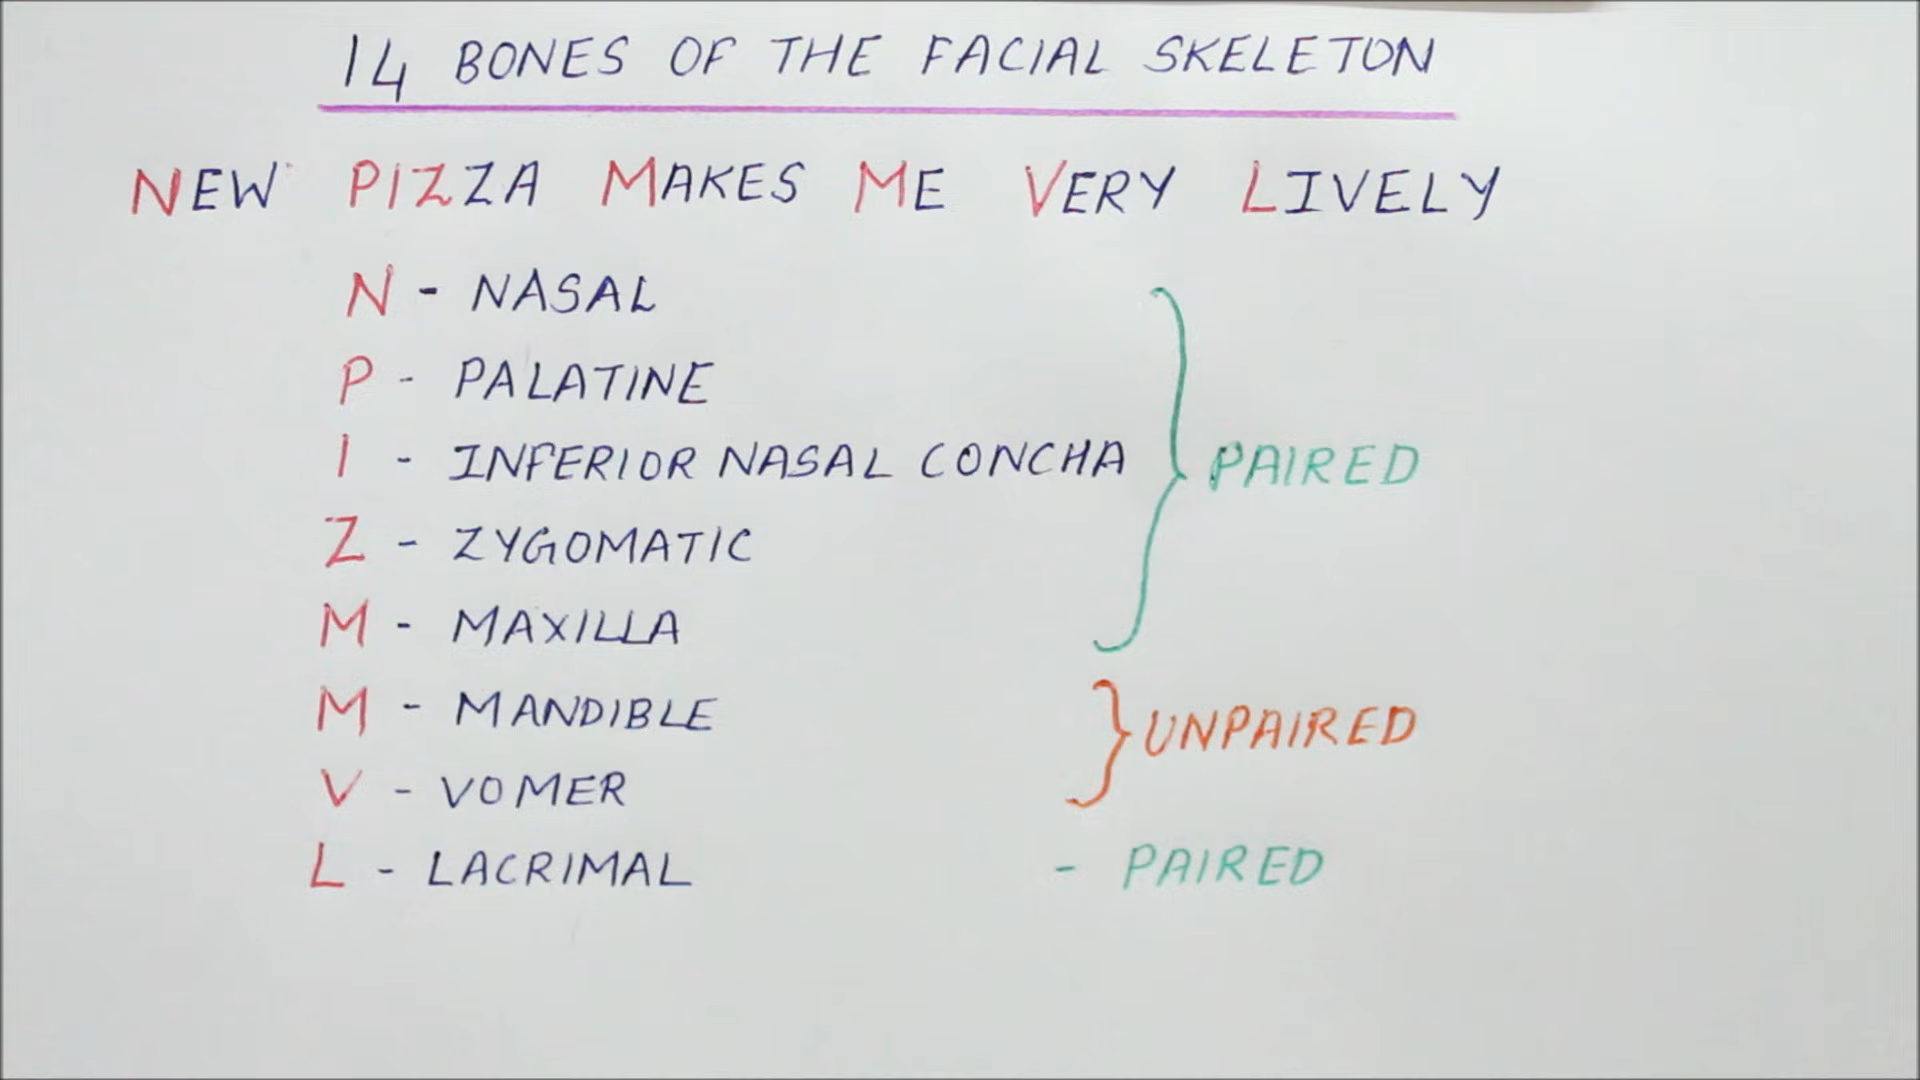 14 BONES OF THE FACIAL SKELETON
NEW PIZZA MAKES ME VERY LIVELY
N - NASAL
P - PALATINE
I - INFERIOR NASAL CONCHA
PAIRED
Z - ZYGOMATIC
M - MAXILLA
M - MANDIBLE
UNPAIRED
V - VOMER
L - LACRIMAL - PAIRED